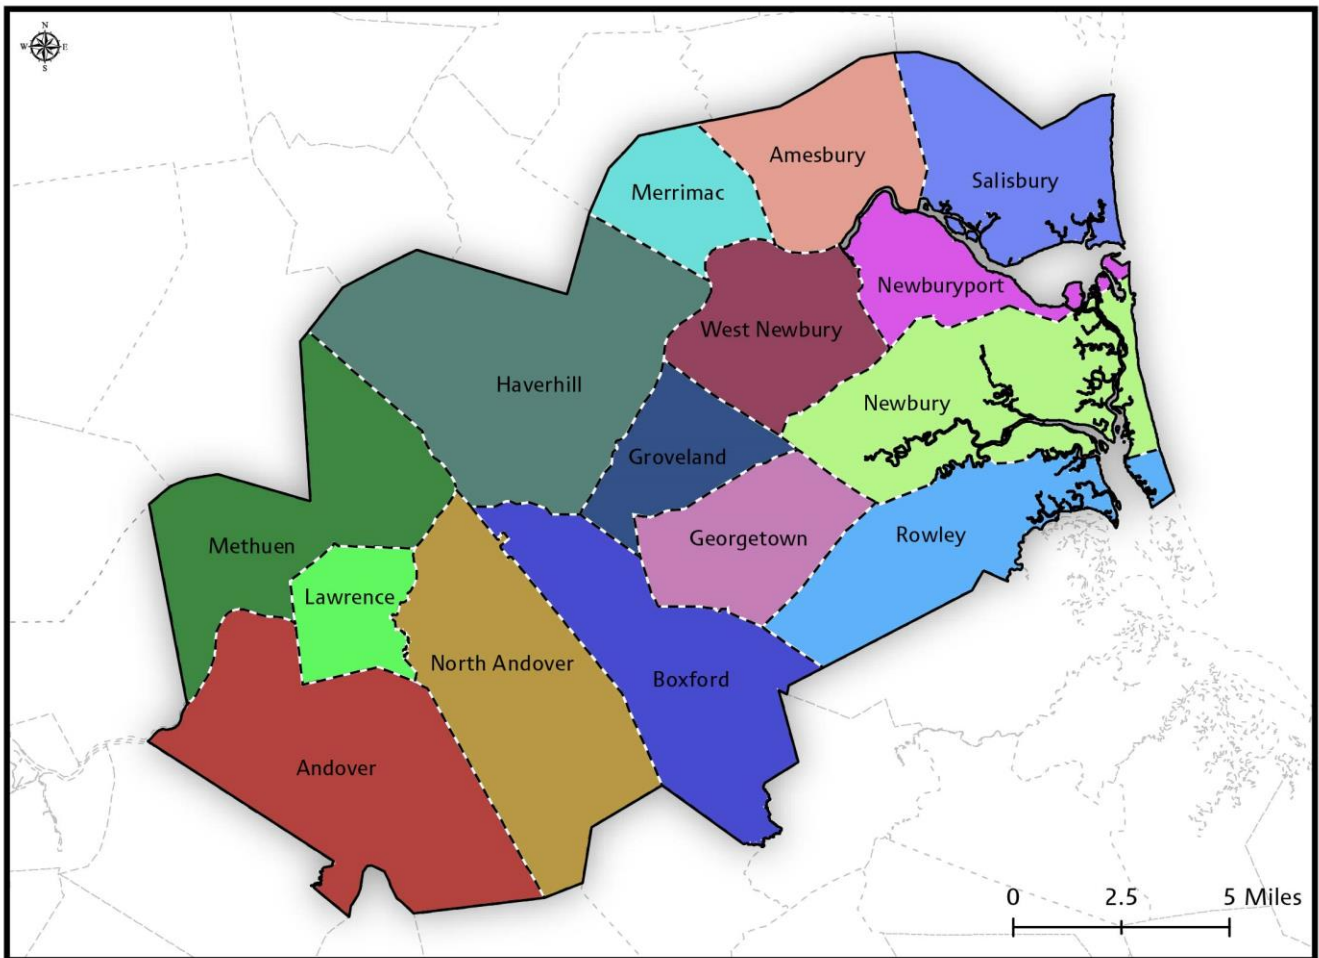 N
W E
S
Amesbury
Salisbury
Merrimac
Newburyport
West Newbury
Haverhill
Newbury
Groveland
Georgetown
Rowley
Methuen
Lawrence
North Andover
Boxford
Andover
0 2.5 5 Miles